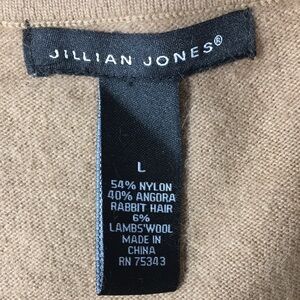 JILLIAN JONES®
L
54% NYLON
40% ANGORA
RABBIT HAIR
6%
LAMBS'WOOL
MADE IN
CHINA
RN 75343